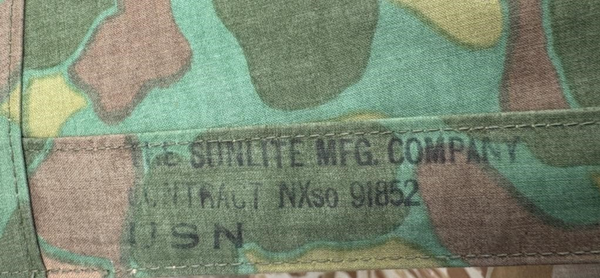 THE SUNLITE MFG. COMPANY
CONTRACT NXso 91852
USN